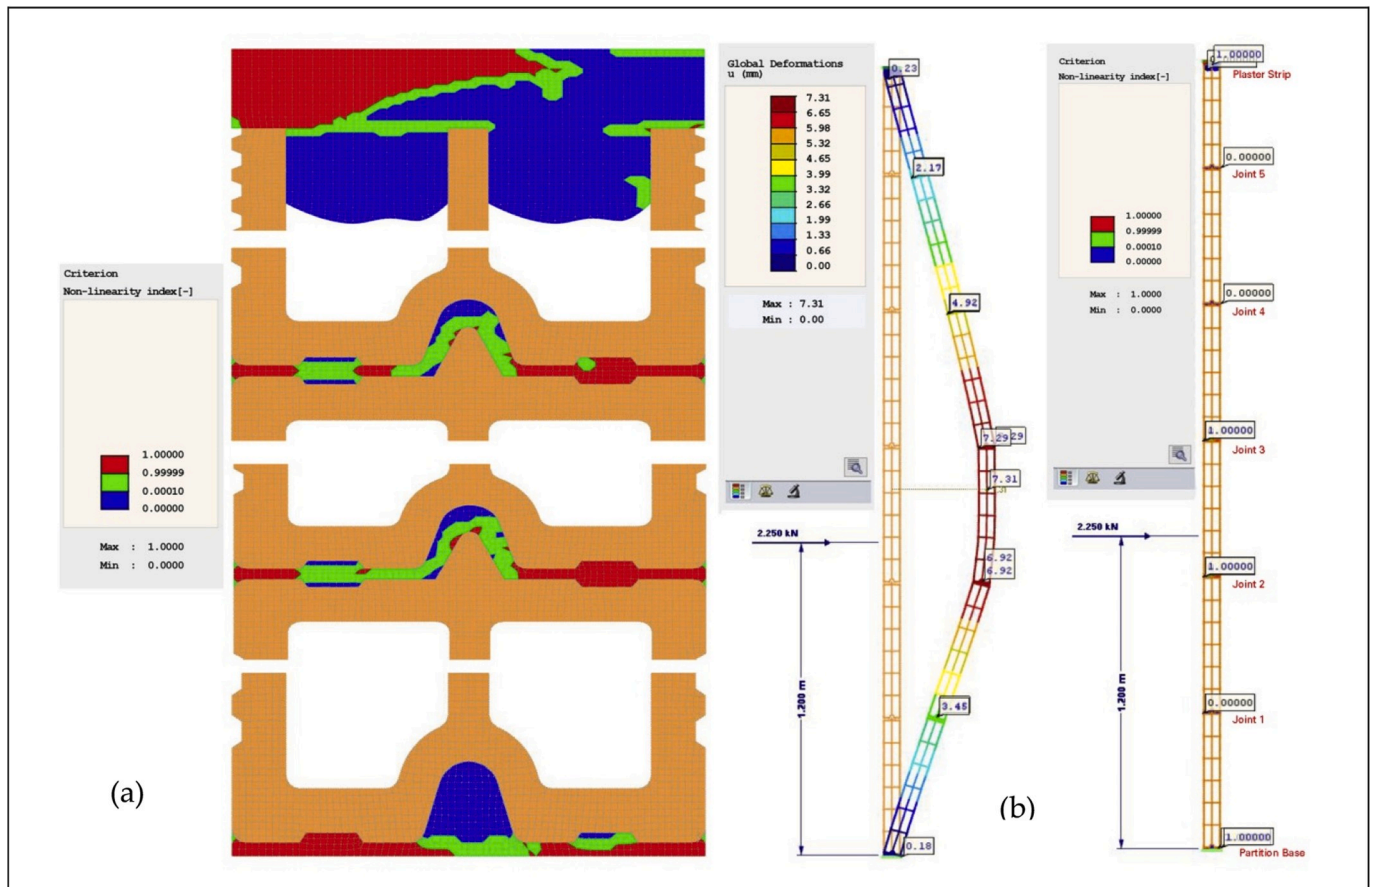 Criterion
Non-linearity index[-]
1.00000
0.99999
0.00010
0.00000
Max : 1.0000
Min : 0.0000
(a)
Global Deformations
u (mm)
7.31
6.65
5.98
5.32
4.65
3.99
3.32
2.66
1.99
1.33
0.66
0.00
Max : 7.31
Min : 0.00
0.23
2.17
4.92
7.29
7.31
6.92
6.92
3.45
0.18
2.250 kN
1.200 m
(b)
Criterion
Non-linearity index[-]
1.00000
0.99999
0.00010
0.00000
Max : 1.0000
Min : 0.0000
2.250 kN
1.200 m
1.00000
Plaster Strip
0.00000
Joint 5
0.00000
Joint 4
1.00000
Joint 3
1.00000
Joint 2
0.00000
Joint 1
1.00000
Partition Base